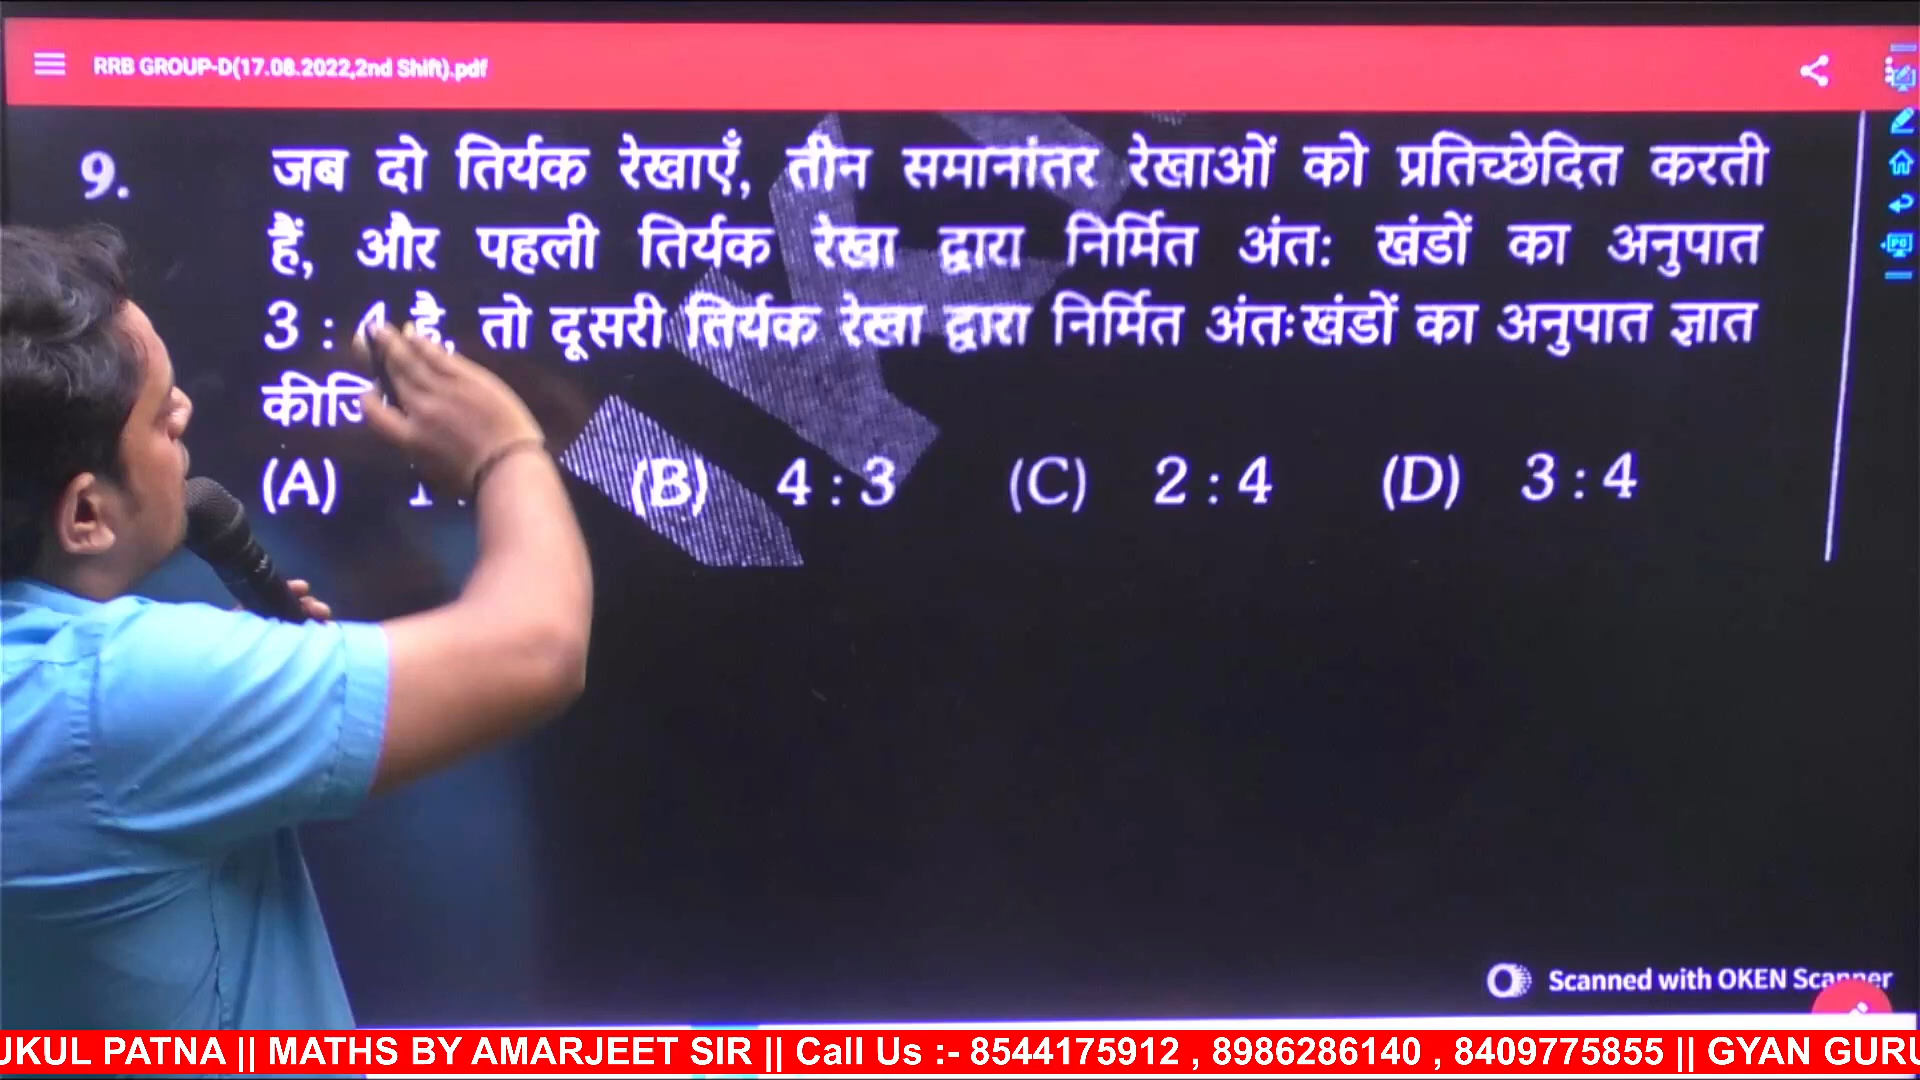 RRB GROUP-D(17.08.2022,2nd Shift).pdf
9. जब दो तिर्यक रेखाएँ, तीन समानांतर रेखाओं को प्रतिच्छेदित करती
हैं, और पहली तिर्यक रेखा द्वारा निर्मित अंत: खंडों का अनुपात
3 : 4 है, तो दूसरी तिर्यक रेखा द्वारा निर्मित अंतःखंडों का अनुपात ज्ञात
(A) (B) 4 : 3 (C) 2 : 4 (D) 3 : 4
Scanned with OKEN Scanner
PATNA || MATHS BY AMARJEET SIR || Call Us :- 8544175912 , 8986286140 , 8409775855 || GYAN